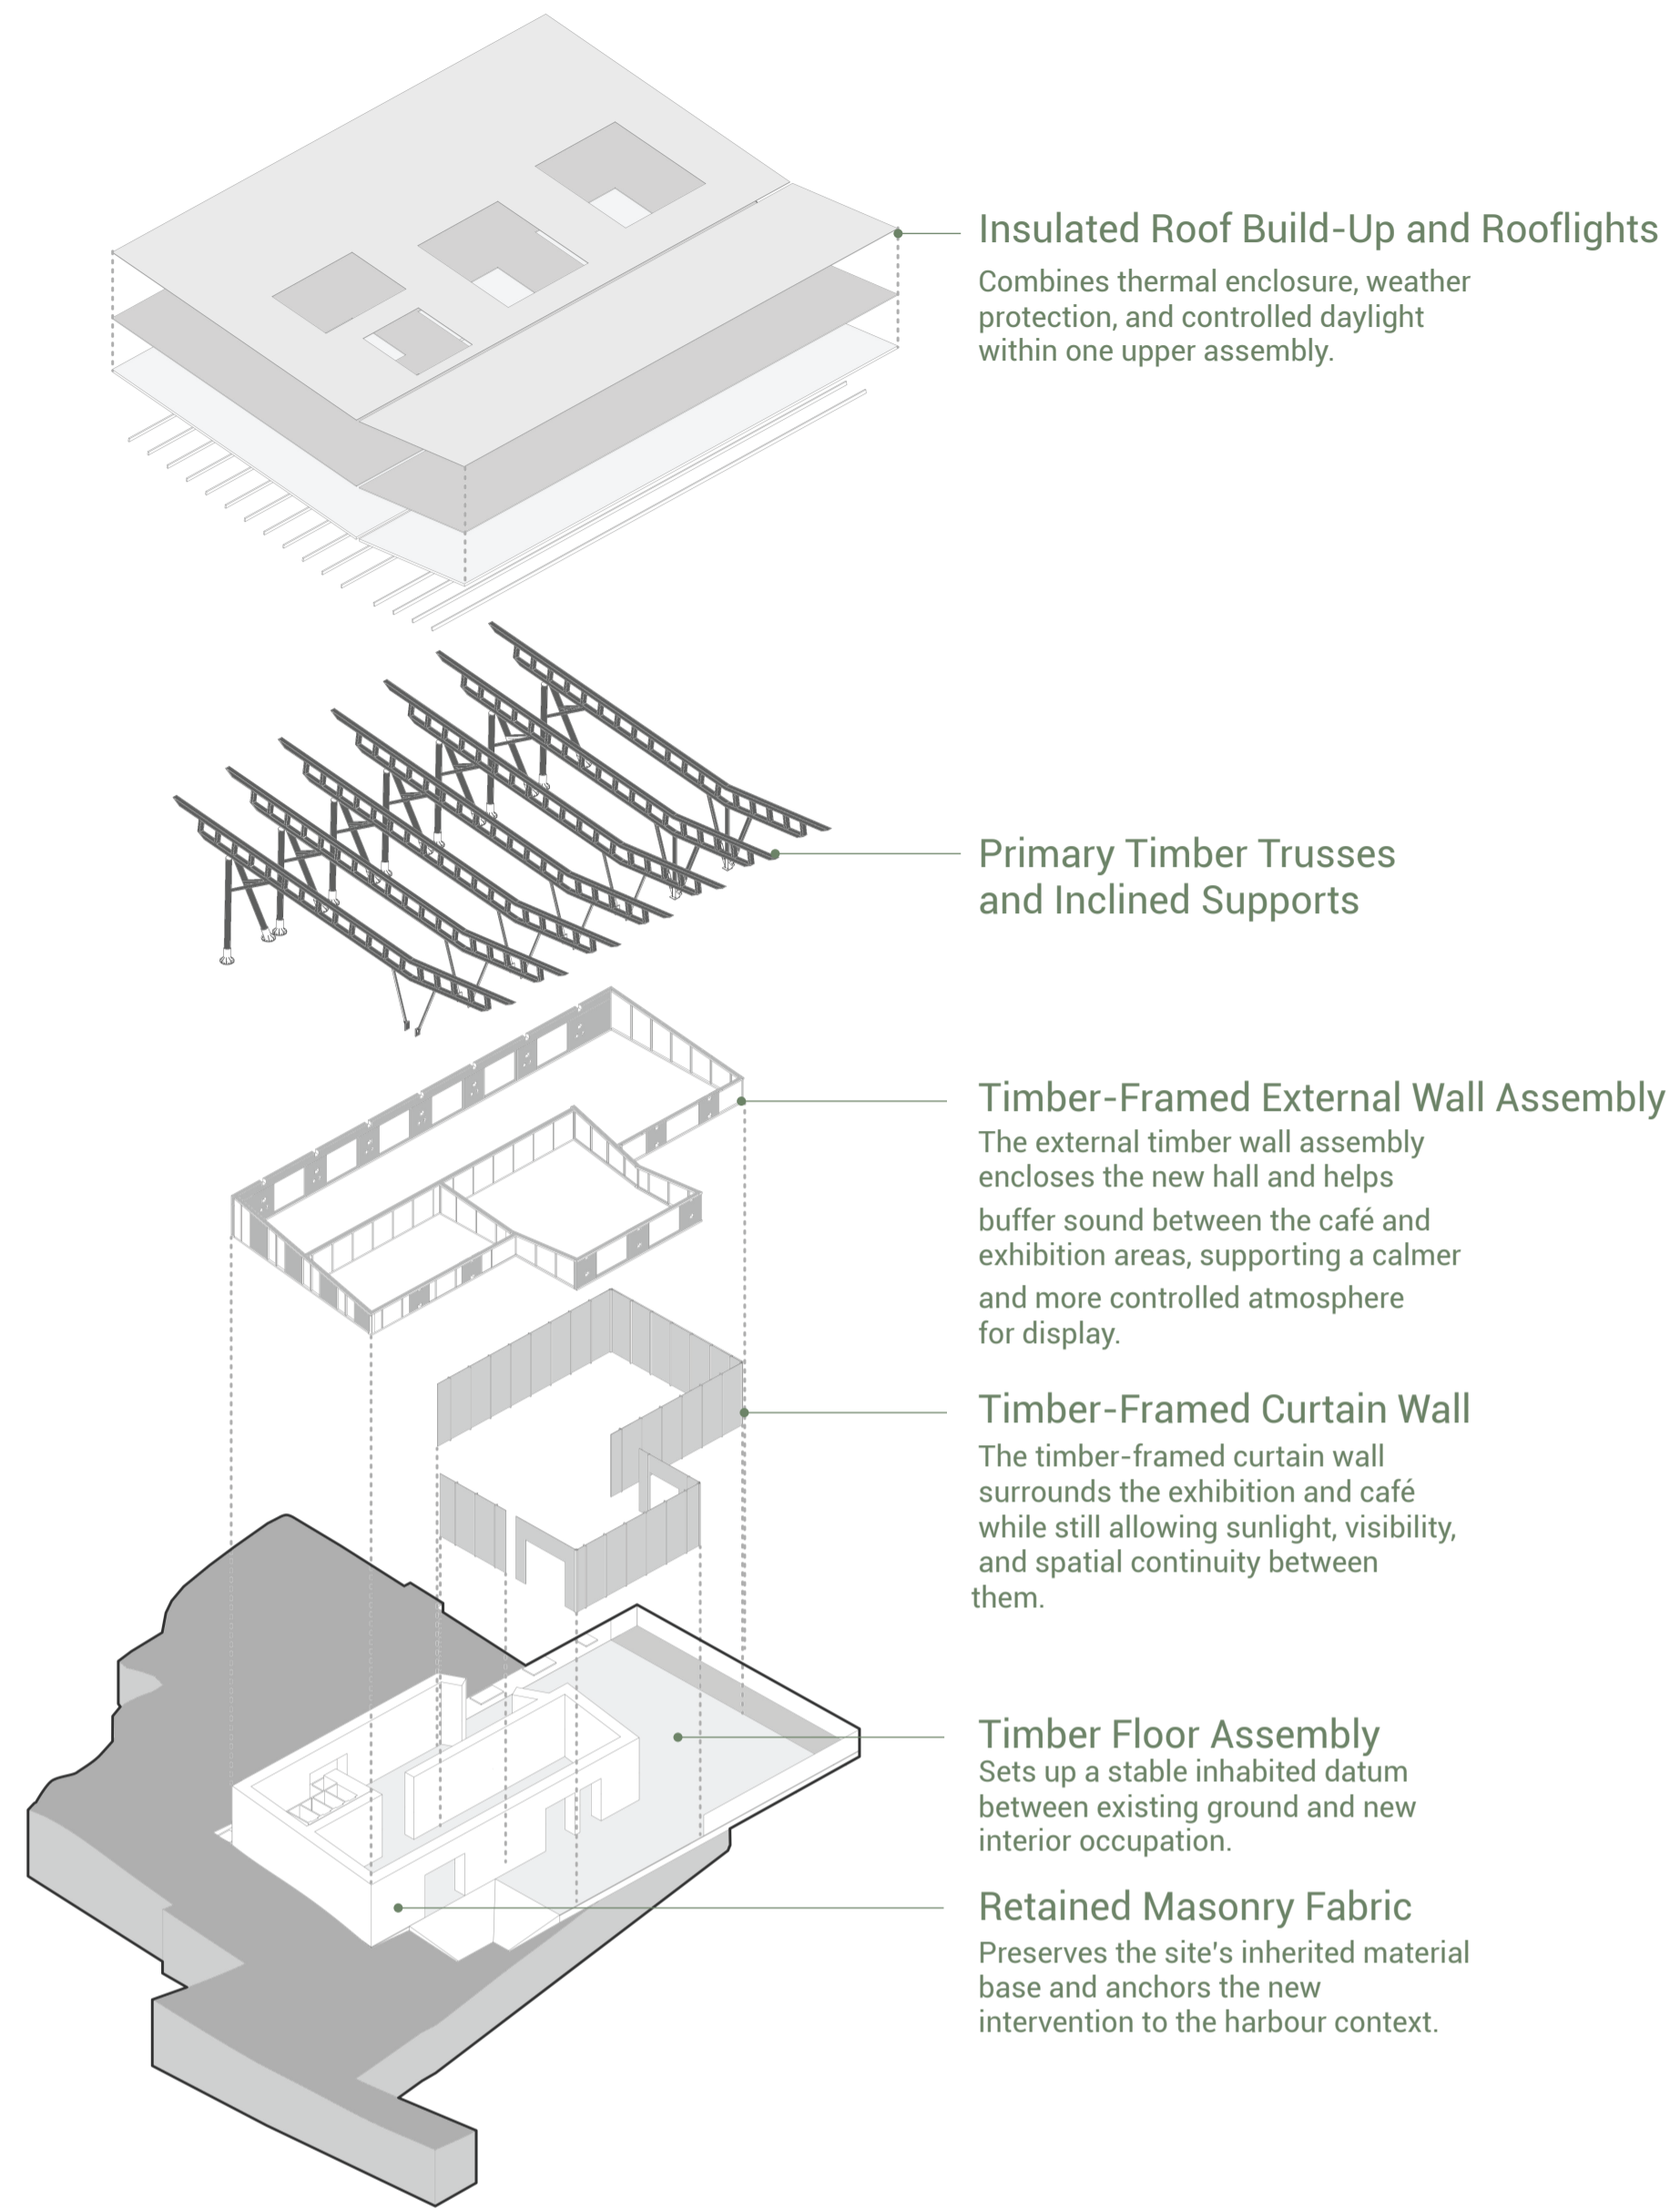 Insulated Roof Build-Up and Rooflights
Combines thermal enclosure, weather
protection, and controlled daylight
within one upper assembly.
Primary Timber Trusses
and Inclined Supports
Timber-Framed External Wall Assembly
The external timber wall assembly
encloses the new hall and helps
buffer sound between the café and
exhibition areas, supporting a calmer
and more controlled atmosphere
for display.
Timber-Framed Curtain Wall
The timber-framed curtain wall
surrounds the exhibition and café
while still allowing sunlight, visibility,
and spatial continuity between
them.
Timber Floor Assembly
Sets up a stable inhabited datum
between existing ground and new
interior occupation.
Retained Masonry Fabric
Preserves the site's inherited material
base and anchors the new
intervention to the harbour context.